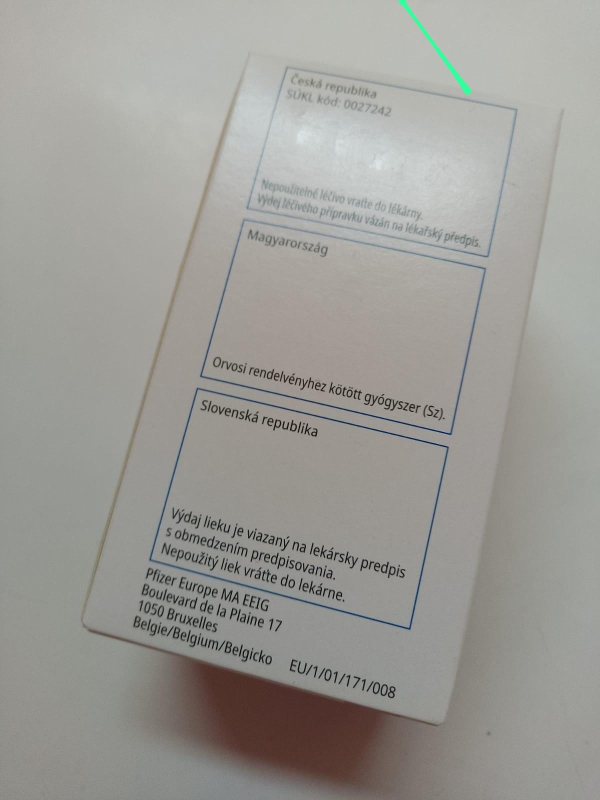 Česká republika
SÚKL kód: 0027242
Nepoužitelné léčivo vraťte do lékárny.
Výdej léčivého přípravku vázán na lékařský předpis.
Magyarország
Orvosi rendelvényhez kötött gyógyszer (Sz).
Slovenská republika
Výdaj lieku je viazaný na lekársky predpis
s obmedzením predpisovania.
Nepoužitý liek vráťte do lekárne.
Pfizer Europe MA EEIG
Boulevard de la Plaine 17
1050 Bruxelles
Belgie/Belgium/Belgicko EU/1/01/171/008